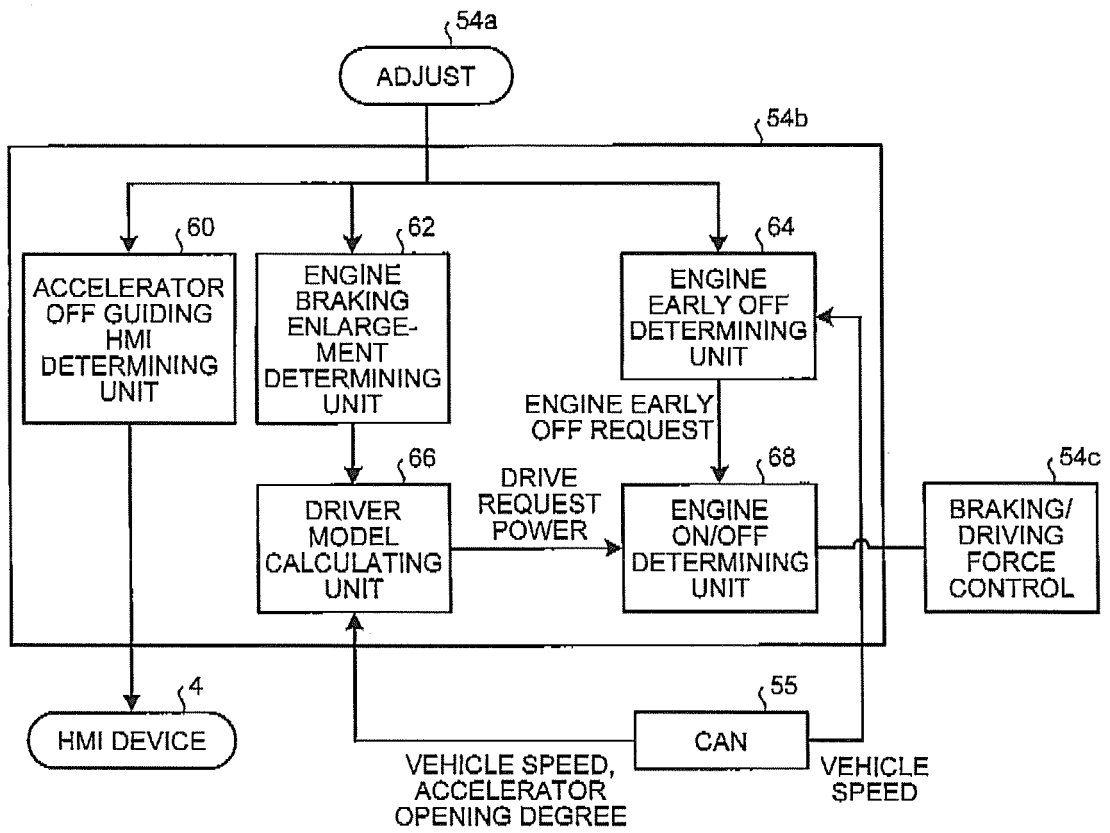 54a
ADJUST
54b
60
ACCELERATOR
OFF GUIDING
HMI
DETERMINING
UNIT
62
ENGINE
BRAKING
ENLARGE-
MENT
DETERMINING
UNIT
64
ENGINE
EARLY OFF
DETERMINING
UNIT
ENGINE EARLY
OFF REQUEST
66
DRIVER
MODEL
CALCULATING
UNIT
DRIVE
REQUEST
POWER
68
ENGINE
ON/OFF
DETERMINING
UNIT
54c
BRAKING/
DRIVING
FORCE
CONTROL
4
HMI DEVICE
55
CAN
VEHICLE SPEED,
ACCELERATOR
OPENING DEGREE
VEHICLE
SPEED